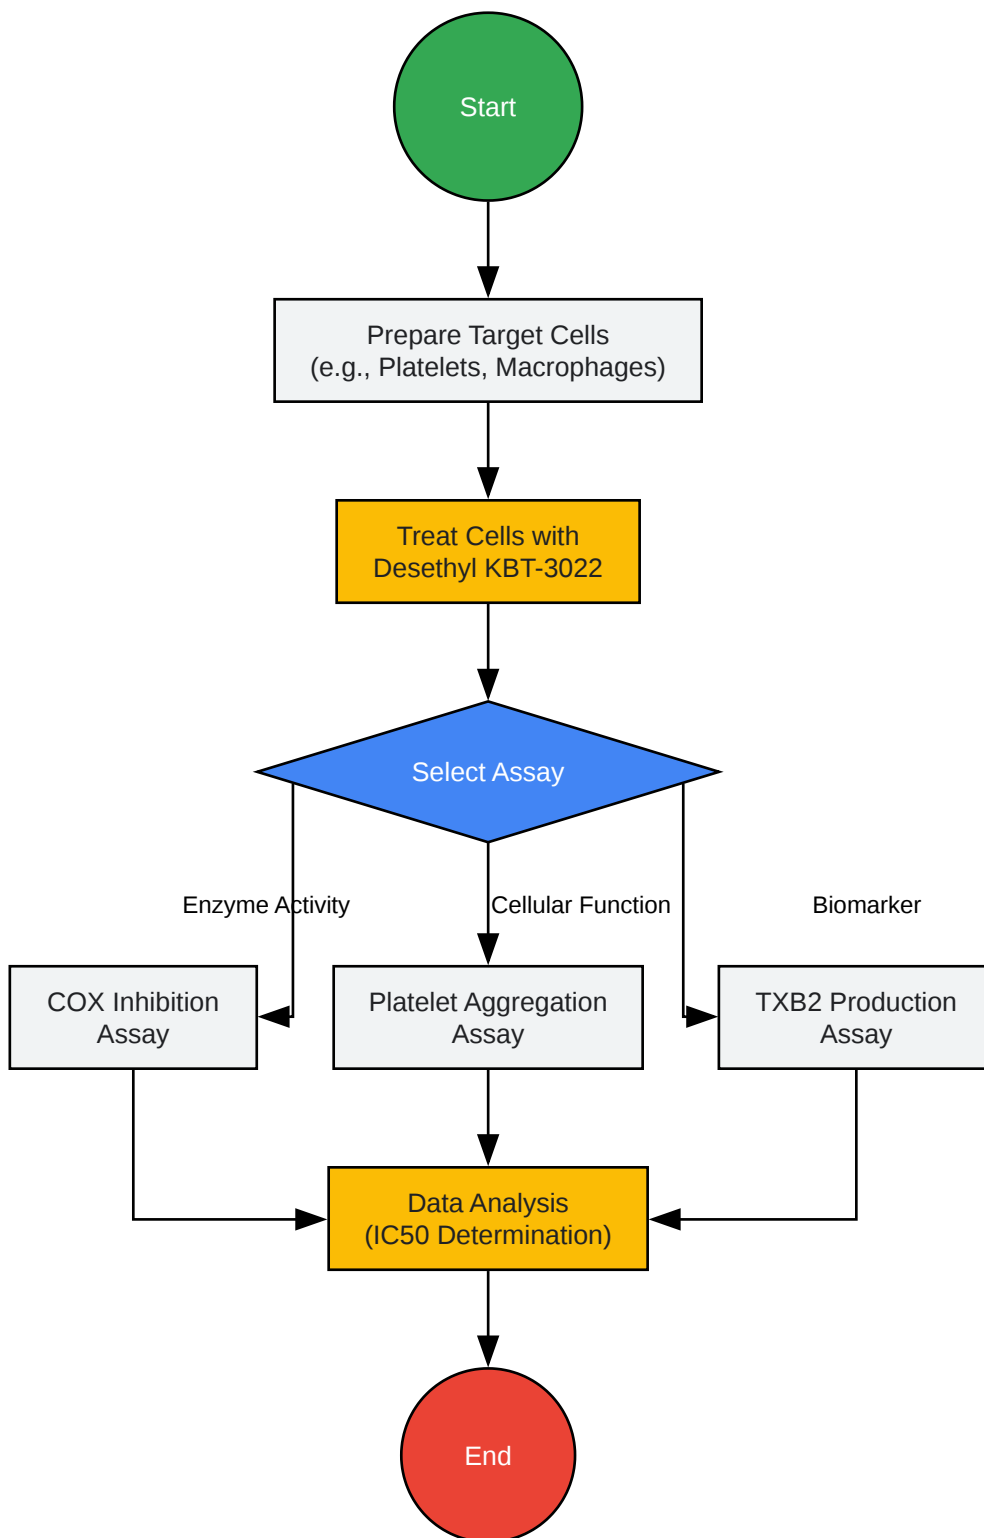 Start
Prepare Target Cells
(e.g., Platelets, Macrophages)
Treat Cells with
Desethyl KBT-3022
Select Assay
Enzyme Activity
Cellular Function
Biomarker
COX Inhibition
Assay
Platelet Aggregation
Assay
TXB2 Production
Assay
Data Analysis
(IC50 Determination)
End